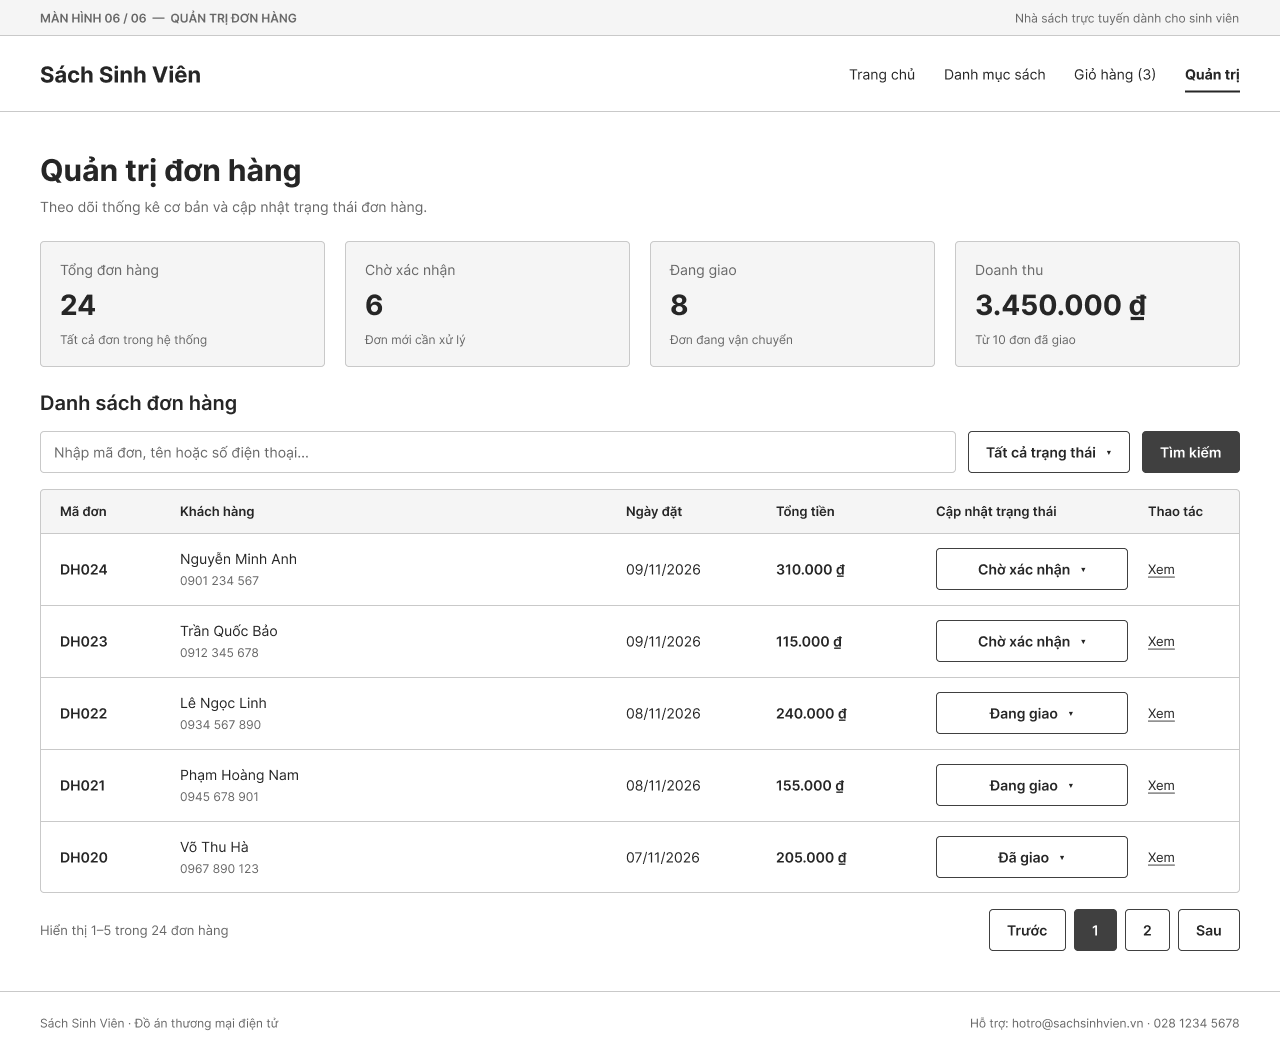 MÀN HÌNH 06 / 06 — QUẢN TRỊ ĐƠN HÀNG
Nhà sách trực tuyến dành cho sinh viên
Sách Sinh Viên
Trang chủ
Danh mục sách
Giỏ hàng (3)
Quản trị
Quản trị đơn hàng
Theo dõi thống kê cơ bản và cập nhật trạng thái đơn hàng.
Tổng đơn hàng
24
Tất cả đơn trong hệ thống
Chờ xác nhận
6
Đơn mới cần xử lý
Đang giao
8
Đơn đang vận chuyển
Doanh thu
3.450.000 ₫
Từ 10 đơn đã giao
Danh sách đơn hàng
Nhập mã đơn, tên hoặc số điện thoại...
Tất cả trạng thái ▾
Tìm kiếm
Mã đơn
Khách hàng
Ngày đặt
Tổng tiền
Cập nhật trạng thái
Thao tác
DH024
Nguyễn Minh Anh
0901 234 567
09/11/2026
310.000 ₫
Chờ xác nhận ▾
Xem
DH023
Trần Quốc Bảo
0912 345 678
09/11/2026
115.000 ₫
Chờ xác nhận ▾
Xem
DH022
Lê Ngọc Linh
0934 567 890
08/11/2026
240.000 ₫
Đang giao ▾
Xem
DH021
Phạm Hoàng Nam
0945 678 901
08/11/2026
155.000 ₫
Đang giao ▾
Xem
DH020
Võ Thu Hà
0967 890 123
07/11/2026
205.000 ₫
Đã giao ▾
Xem
Hiển thị 1–5 trong 24 đơn hàng
Trước
1
2
Sau
Sách Sinh Viên · Đồ án thương mại điện tử
Hỗ trợ: hotro@sachsinhvien.vn · 028 1234 5678